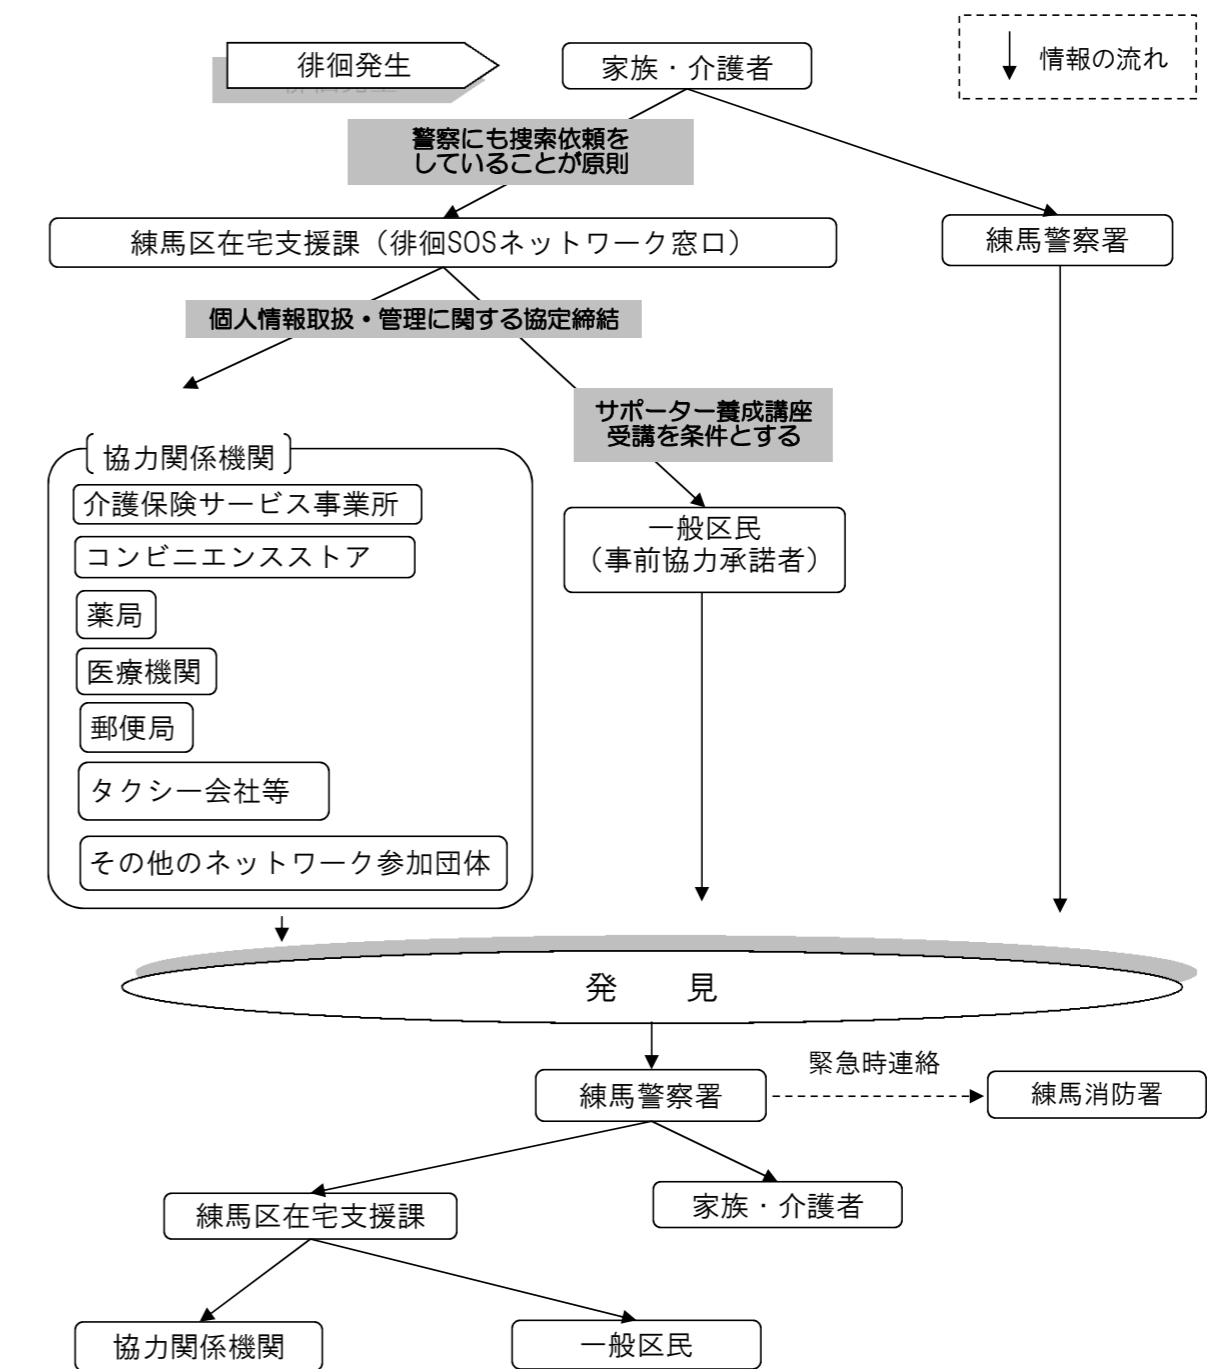 徘徊発生
家族・介護者
情報の流れ
警察にも捜索依頼を
していることが原則
練馬区在宅支援課（徘徊SOSネットワーク窓口）
練馬警察署
個人情報取扱・管理に関する協定締結
サポーター養成講座
受講を条件とする
協力関係機関
介護保険サービス事業所
コンビニエンスストア
薬局
医療機関
郵便局
タクシー会社等
その他のネットワーク参加団体
一般区民
（事前協力承諾者）
発　見
練馬警察署
緊急時連絡
練馬消防署
練馬区在宅支援課
家族・介護者
協力関係機関
一般区民